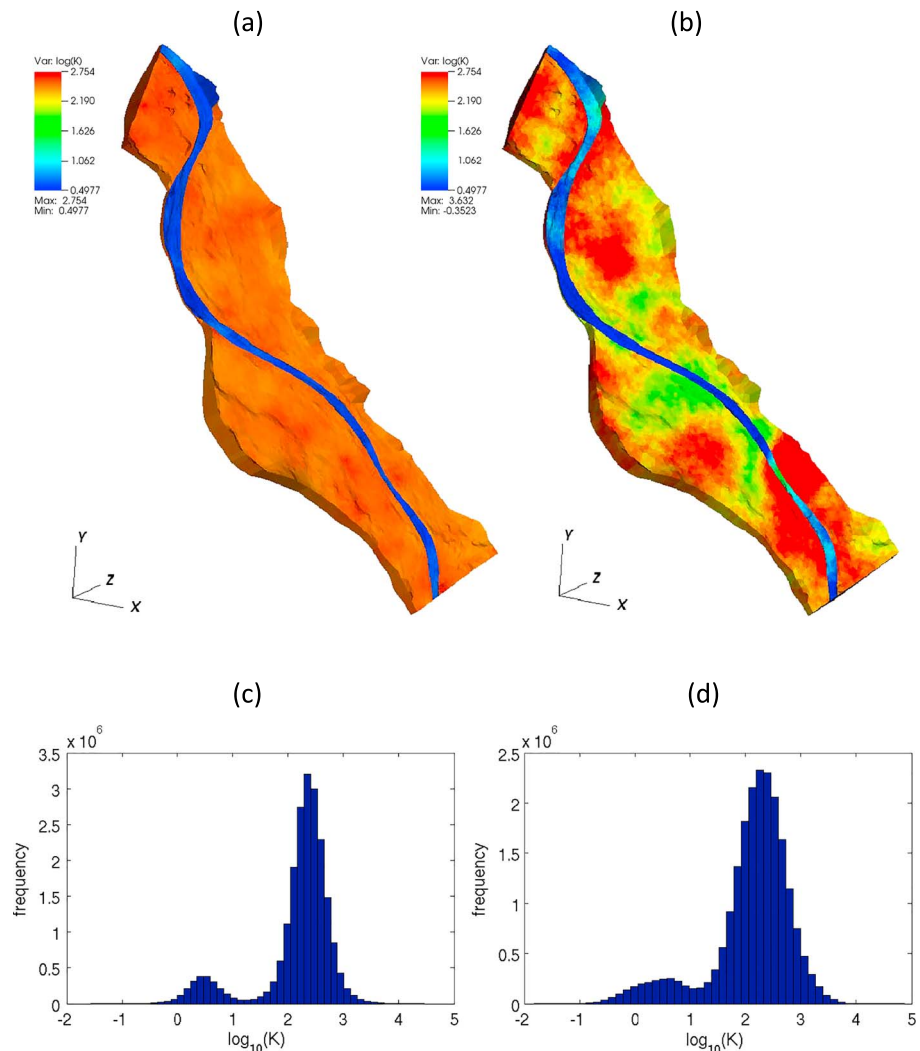 (a)
(b)
Var: log(K)
2.754
2.190
1.626
1.062
0.4977
Max: 2.754
Min: 0.4977
Var: log(K)
2.754
2.190
1.626
1.062
0.4977
Max: 3.632
Min: -0.3523
Y
Z
X
Y
Z
X
(c)
(d)
x 10^6
3.5
3
2.5
2
1.5
1
0.5
0
frequency
-2 -1 0 1 2 3 4 5
log_10(K)
x 10^6
2.5
2
1.5
1
0.5
0
frequency
-2 -1 0 1 2 3 4 5
log_10(K)